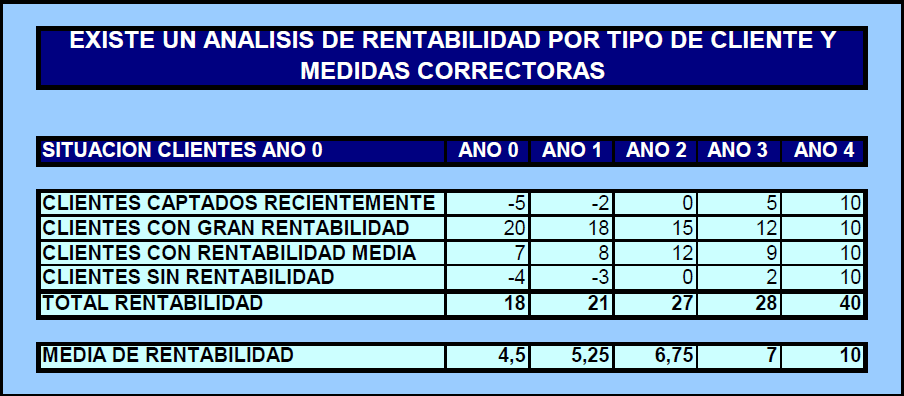 EXISTE UN ANALISIS DE RENTABILIDAD POR TIPO DE CLIENTE Y
MEDIDAS CORRECTORAS
SITUACION CLIENTES ANO 0 ANO 0 ANO 1 ANO 2 ANO 3 ANO 4
CLIENTES CAPTADOS RECIENTEMENTE -5 -2 0 5 10
CLIENTES CON GRAN RENTABILIDAD 20 18 15 12 10
CLIENTES CON RENTABILIDAD MEDIA 7 8 12 9 10
CLIENTES SIN RENTABILIDAD -4 -3 0 2 10
TOTAL RENTABILIDAD 18 21 27 28 40
MEDIA DE RENTABILIDAD 4,5 5,25 6,75 7 10